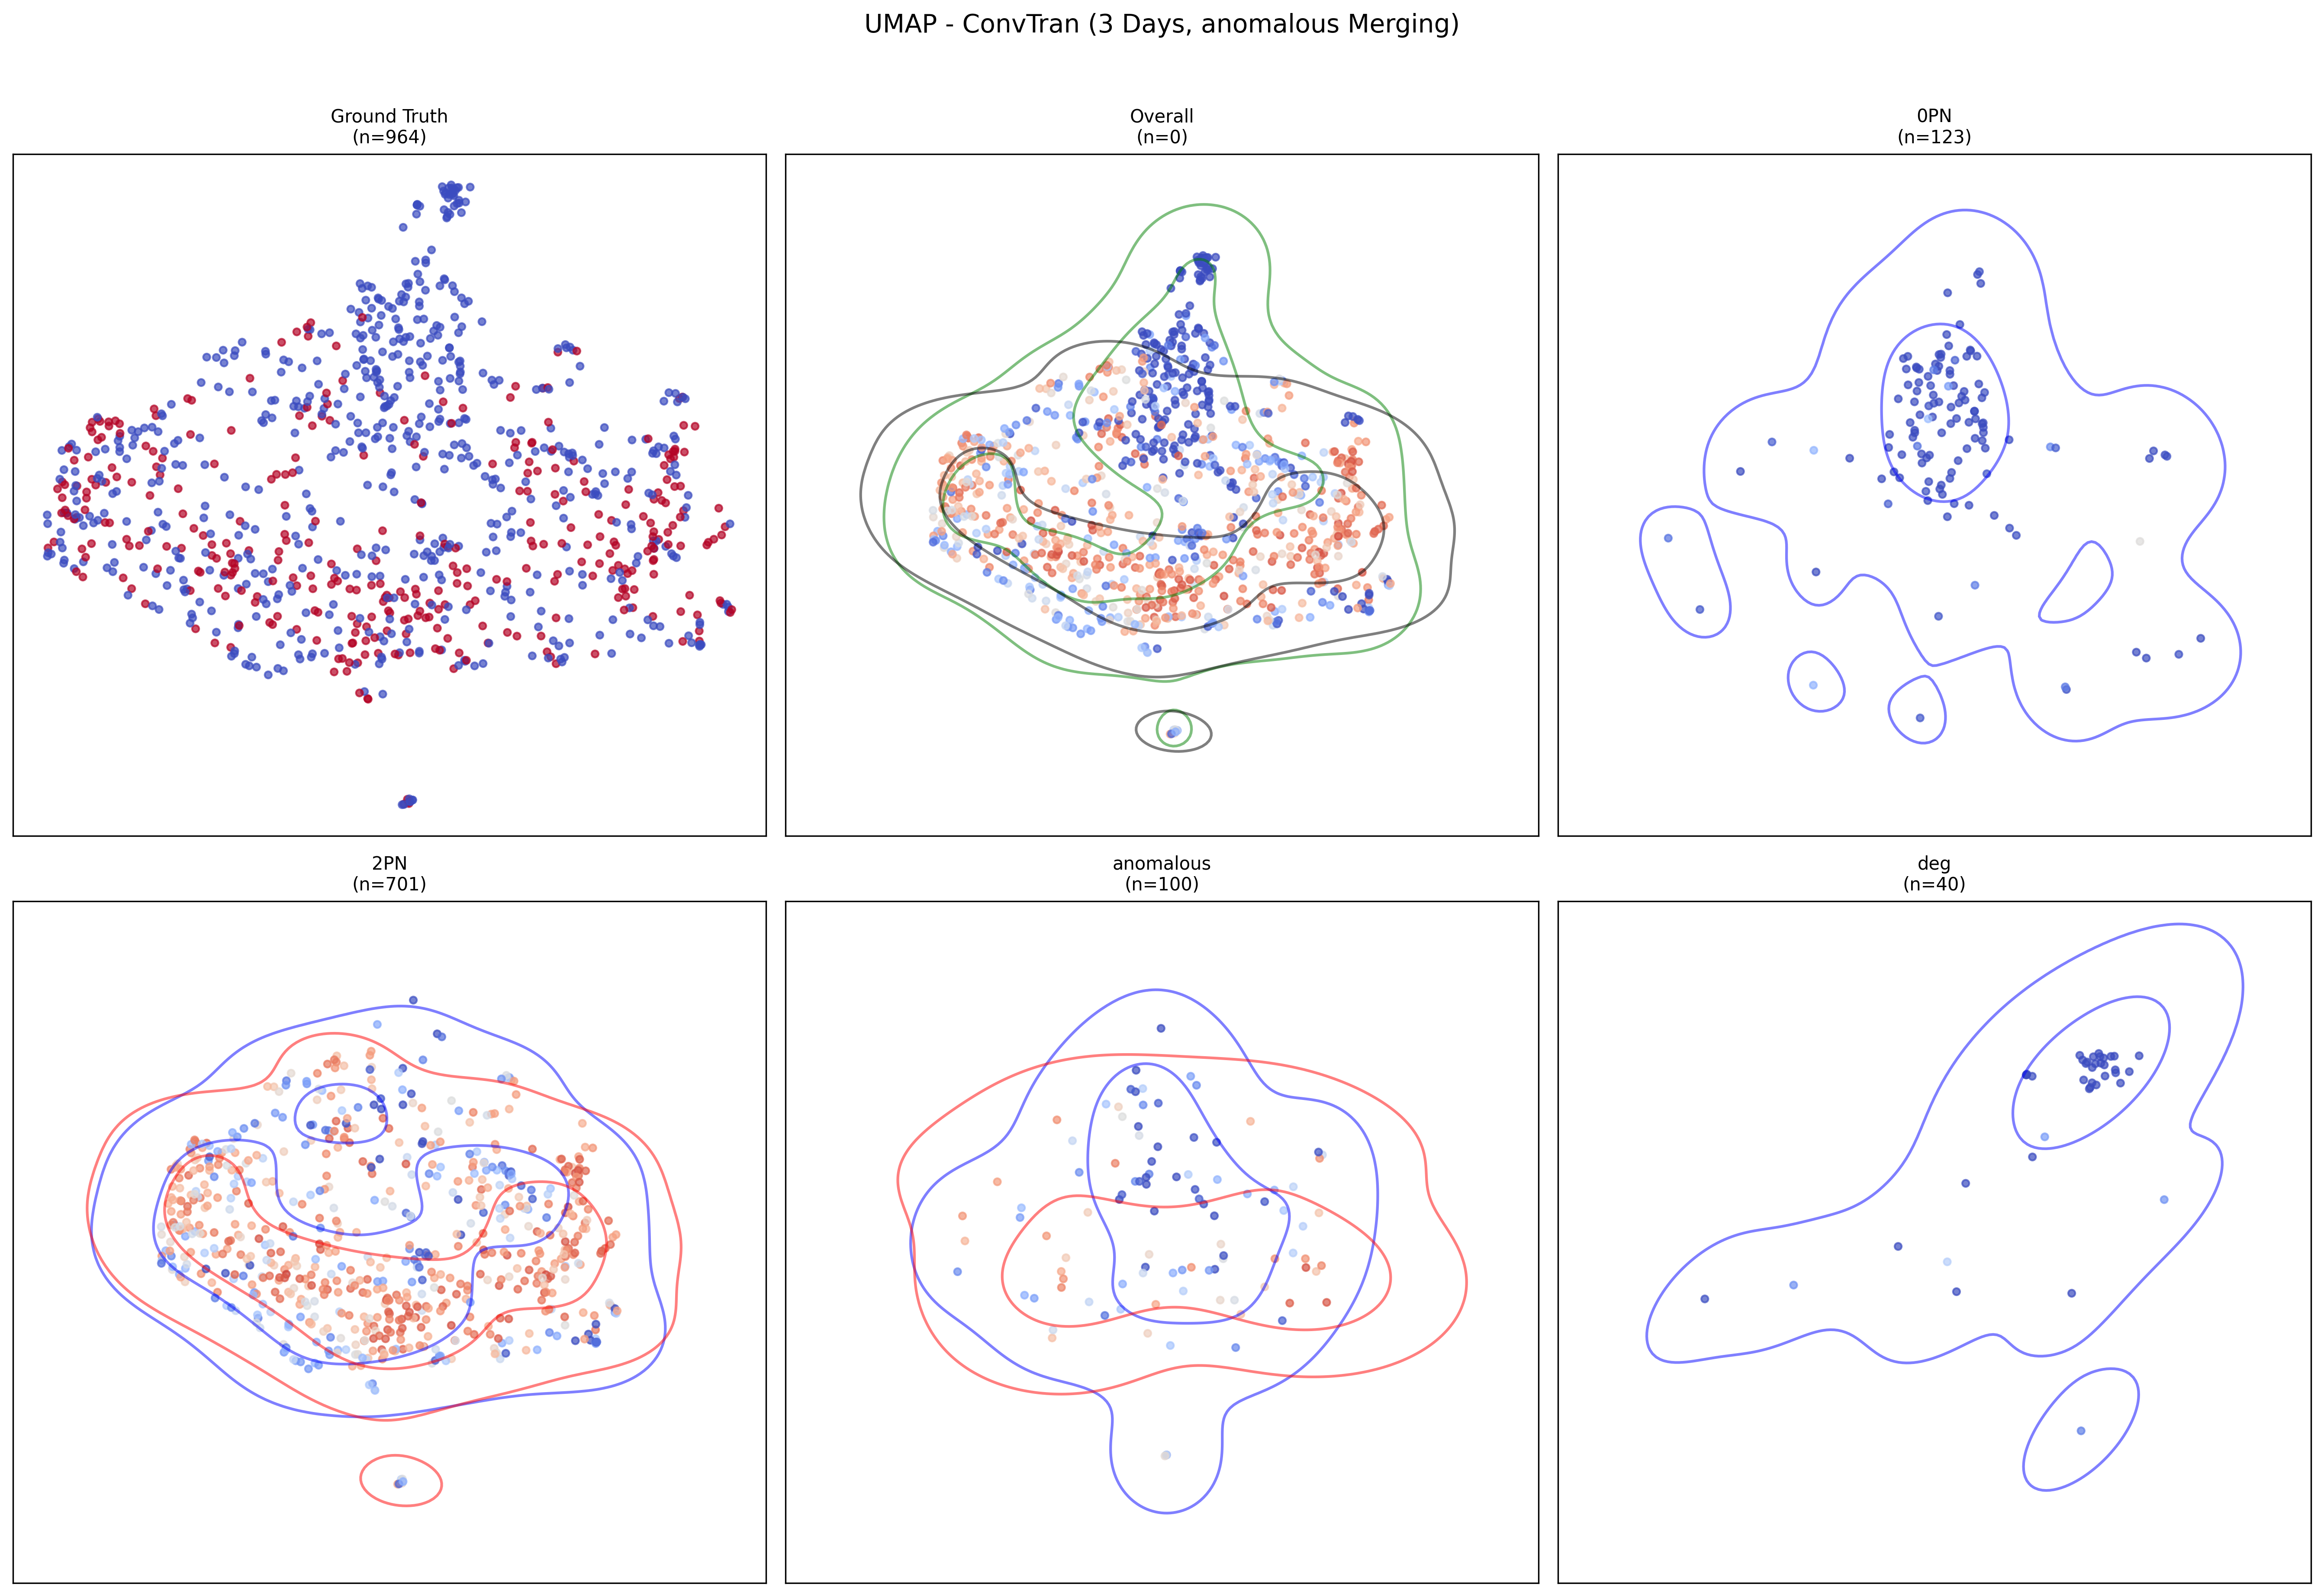 UMAP - ConvTran (3 Days, anomalous Merging)
Ground Truth
(n=964)
Overall
(n=0)
0PN
(n=123)
2PN
(n=701)
anomalous
(n=100)
deg
(n=40)